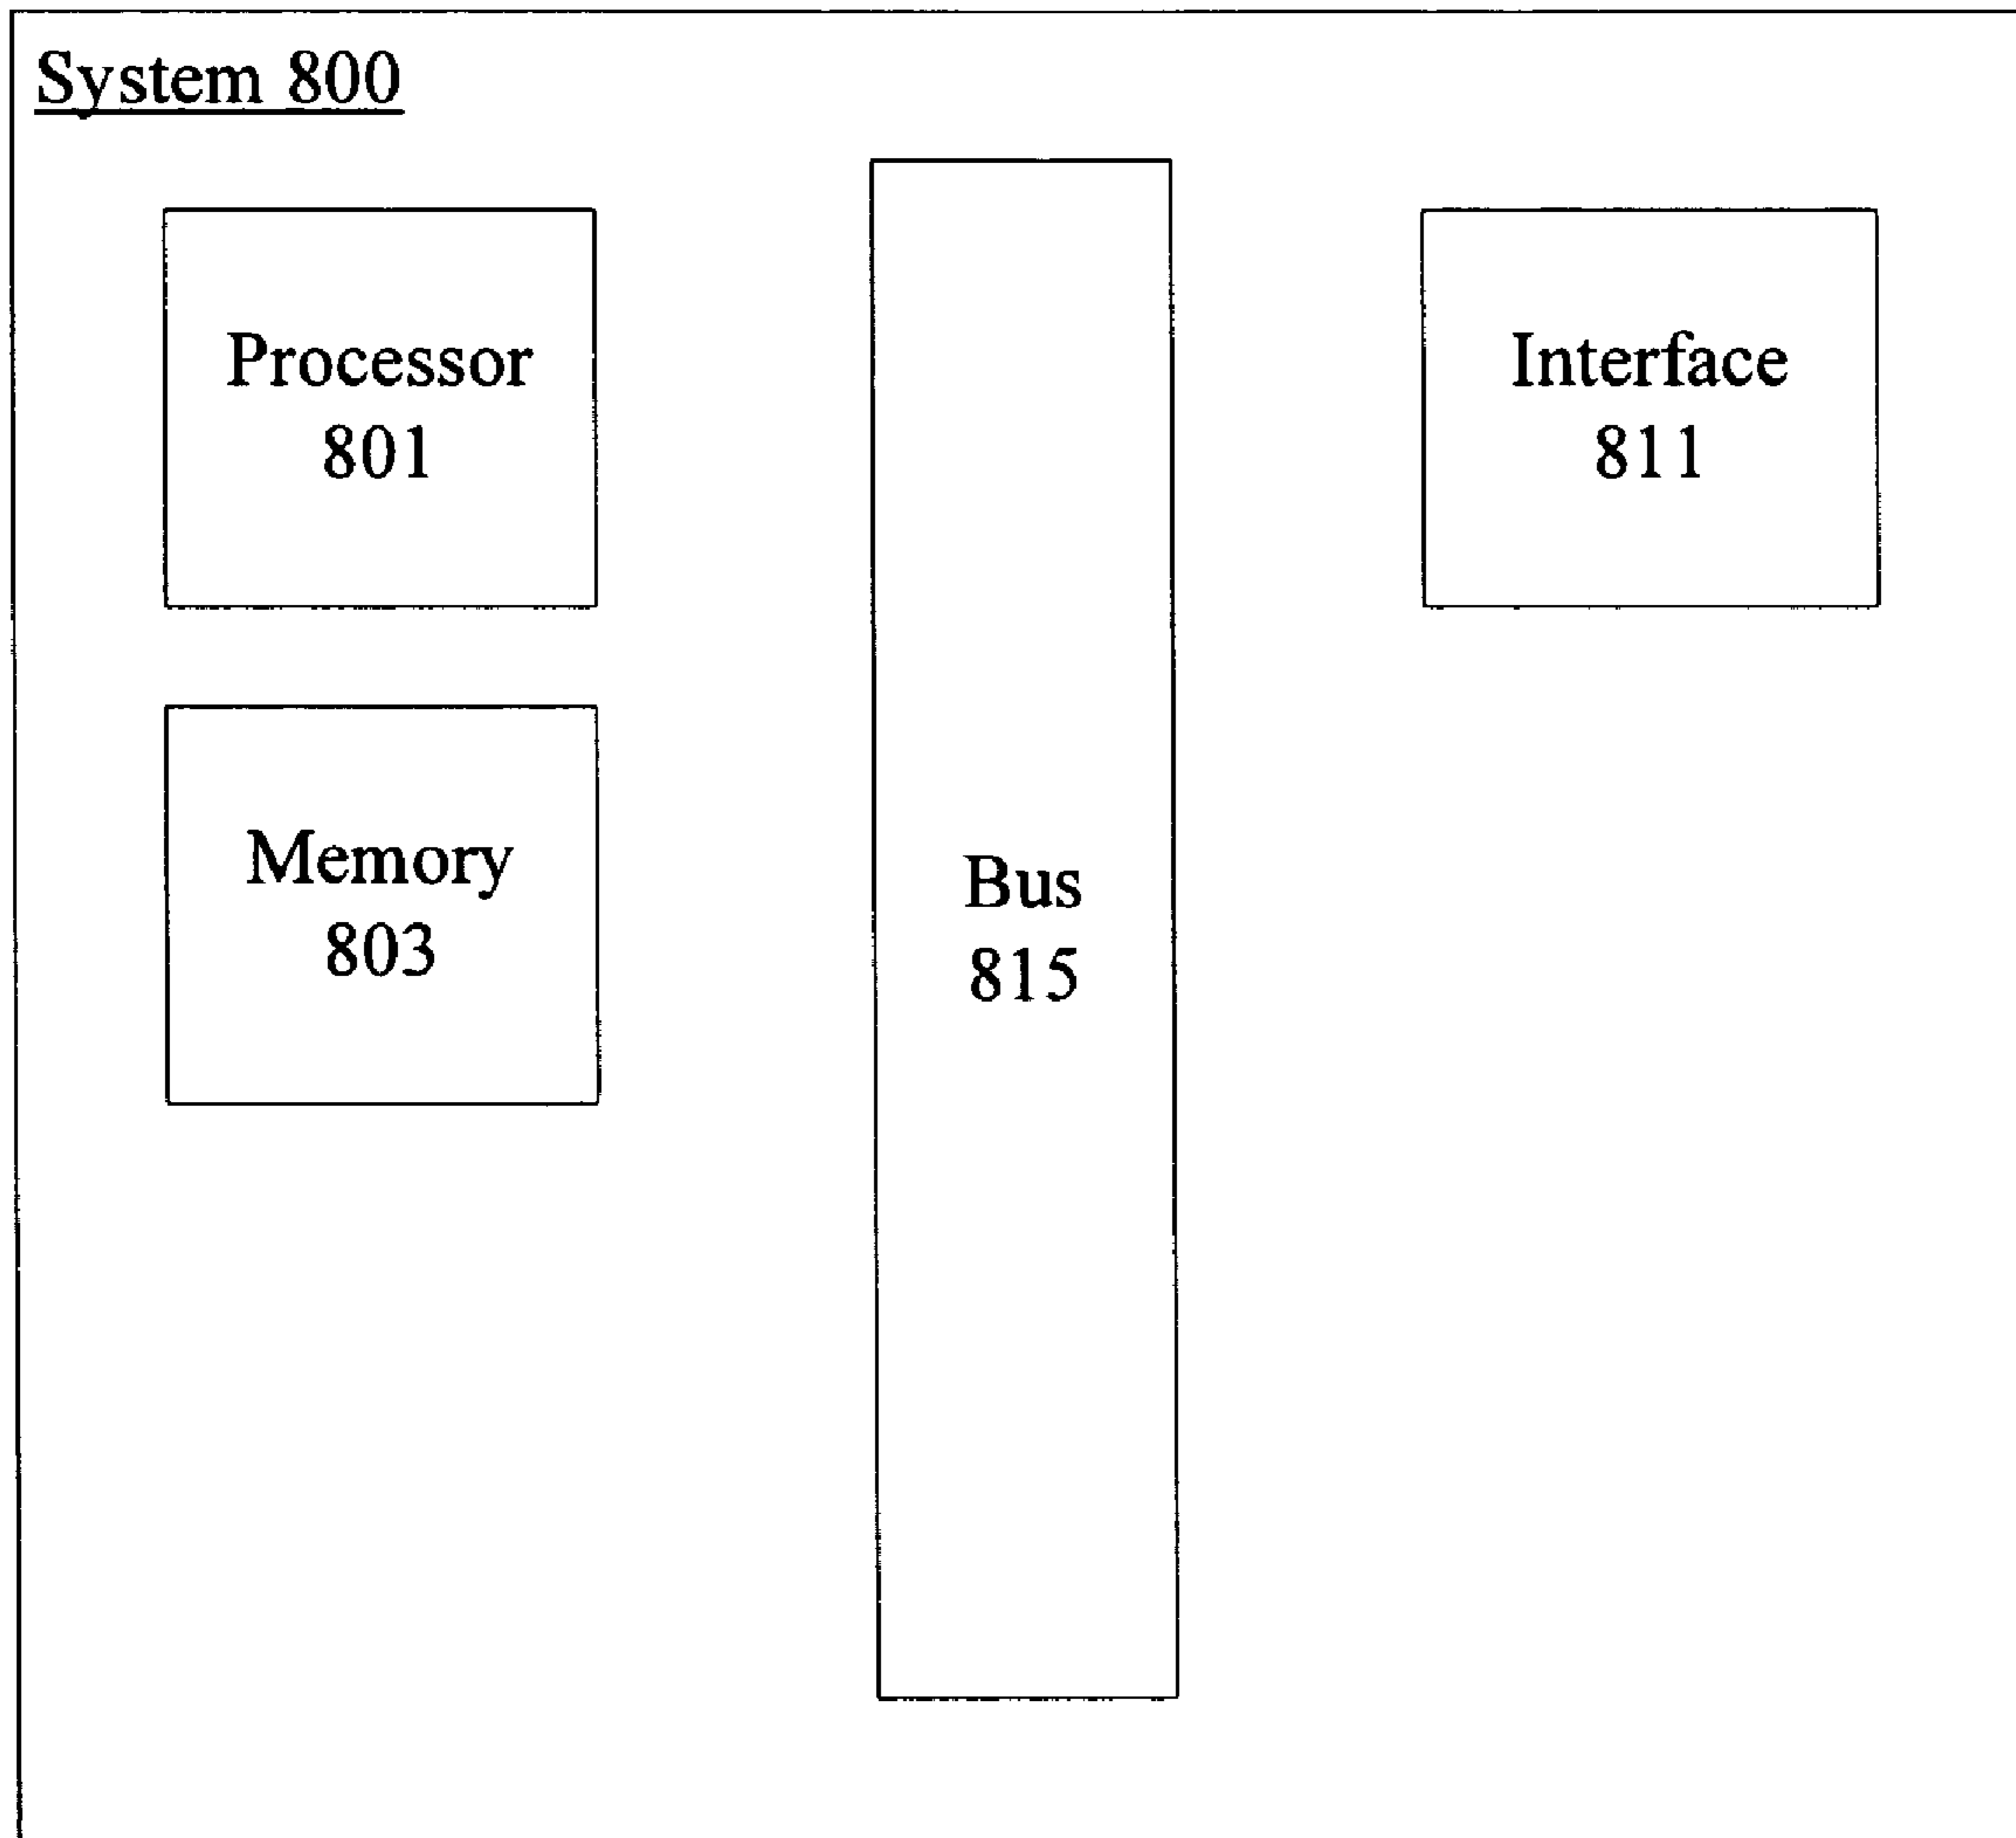 System 800
Processor
801
Interface
811
Memory
803
Bus
815